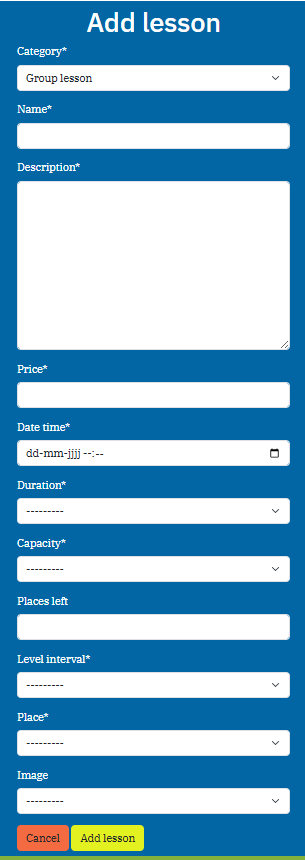 Add lesson
Category*
Group lesson
Name*
Description*
Price*
Date time*
dd-mm-jjjj --:--
Duration*
---------
Capacity*
---------
Places left
Level interval*
---------
Place*
---------
Image
---------
Cancel Add lesson